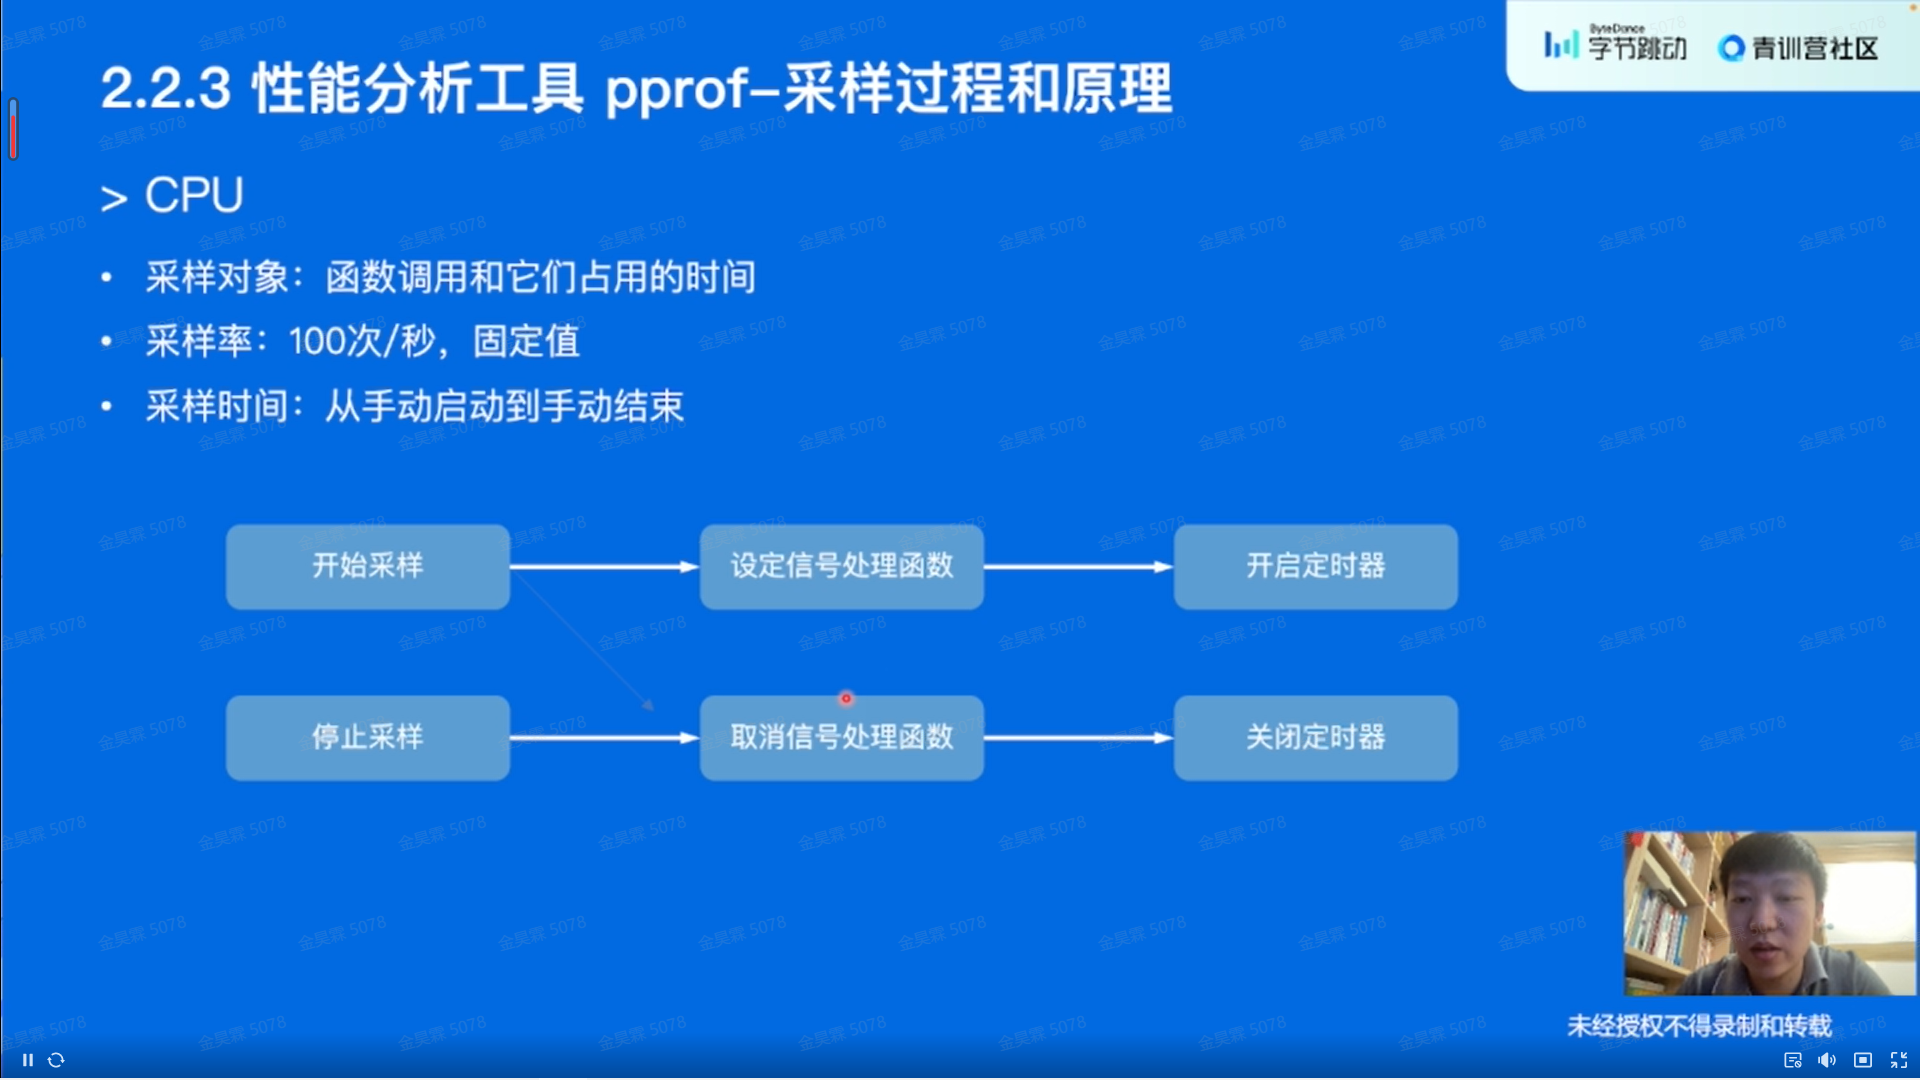 ByteDance
字节跳动
青训营社区
2.2.3 性能分析工具 pprof-采样过程和原理
> CPU
• 采样对象：函数调用和它们占用的时间
• 采样率：100次/秒，固定值
• 采样时间：从手动启动到手动结束
开始采样
设定信号处理函数
开启定时器
停止采样
取消信号处理函数
关闭定时器
未经授权不得录制和转载
金昊霖 5078